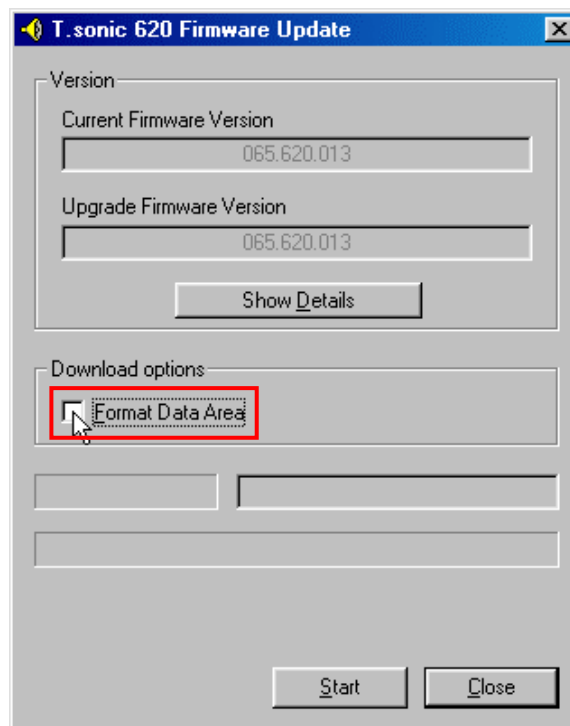 T.sonic 620 Firmware Update
Version
Current Firmware Version
065.620.013
Upgrade Firmware Version
065.620.013
Show Details
Download options
Format Data Area
Start
Close